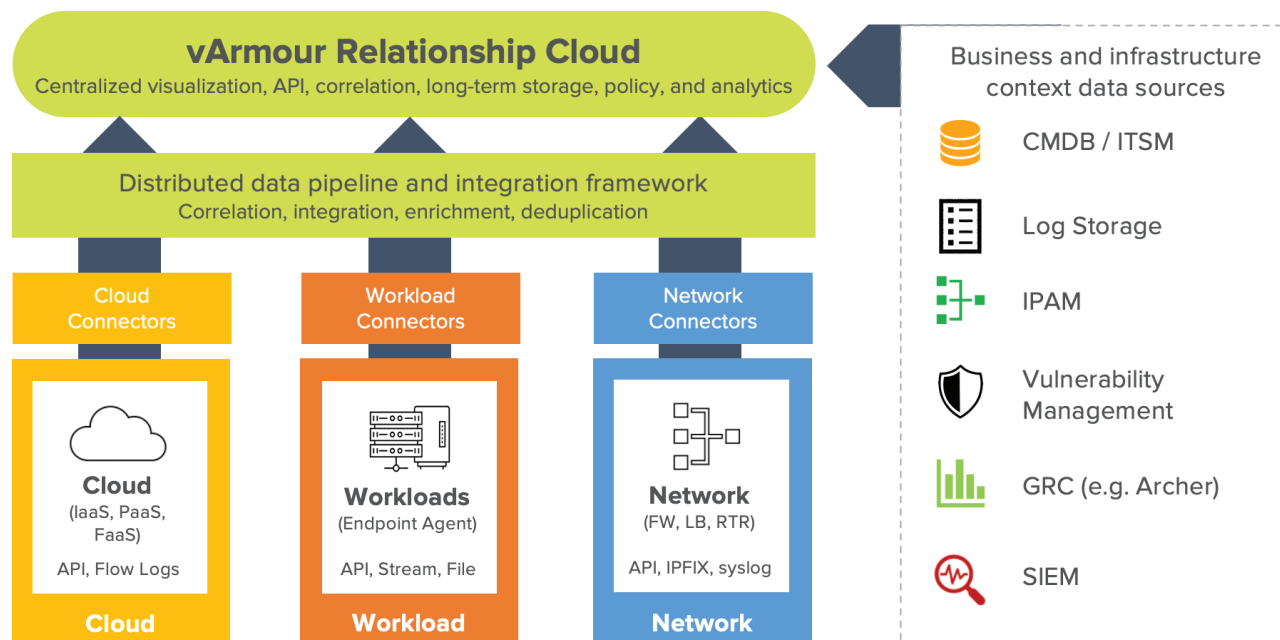 vArmour Relationship Cloud
Centralized visualization, API, correlation, long-term storage, policy, and analytics
Distributed data pipeline and integration framework
Correlation, integration, enrichment, deduplication
Cloud
Connectors
Workload
Connectors
Network
Connectors
Cloud
(IaaS, PaaS,
FaaS)
API, Flow Logs
Cloud
Workloads
(Endpoint Agent)
API, Stream, File
Workload
Network
(FW, LB, RTR)
API, IPFIX, syslog
Network
Business and infrastructure
context data sources
CMDB / ITSM
Log Storage
IPAM
Vulnerability
Management
GRC (e.g. Archer)
SIEM